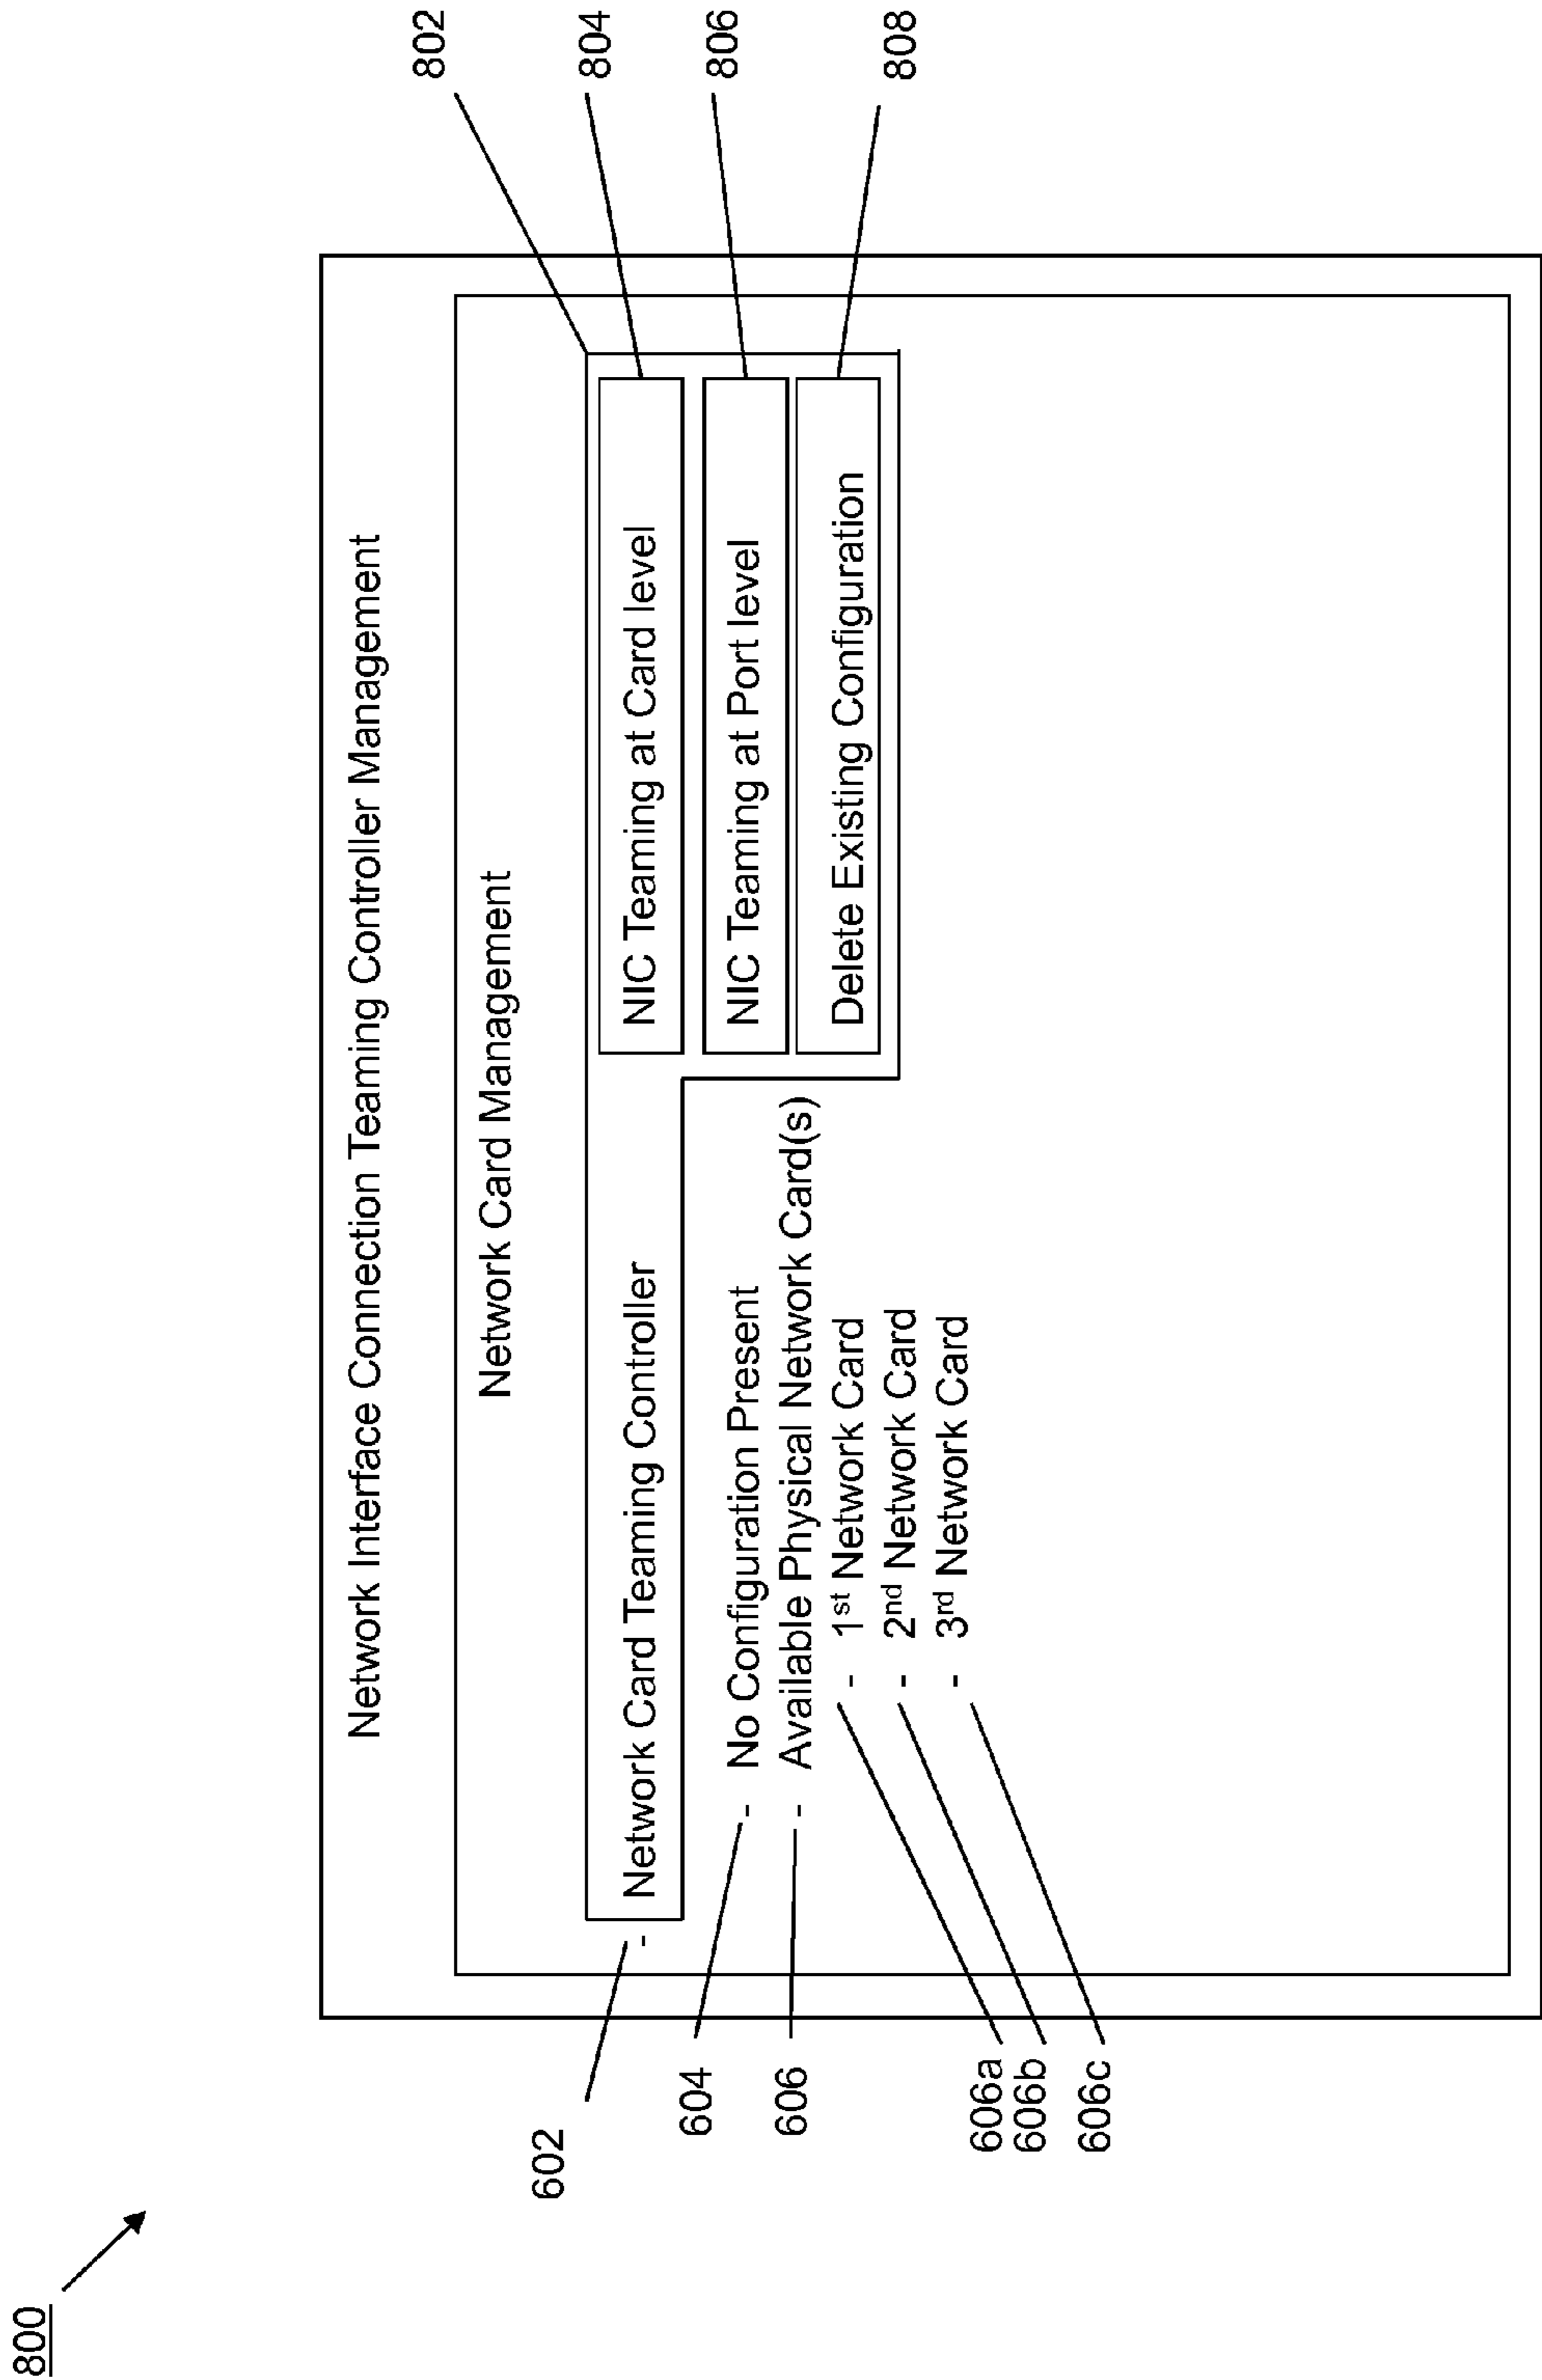 800
Network Interface Connection Teaming Controller Management
Network Card Management
802
602
- Network Card Teaming Controller
NIC Teaming at Card level
804
604
- No Configuration Present
NIC Teaming at Port level
806
606
- Available Physical Network Card(s)
Delete Existing Configuration
808
606a
- 1st Network Card
606b
- 2nd Network Card
606c
- 3rd Network Card